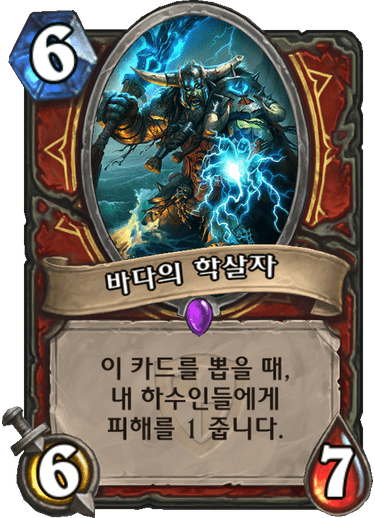 6
바다의 학살자
이 카드를 뽑을 때,
내 하수인들에게
피해를 1 줍니다.
6
7